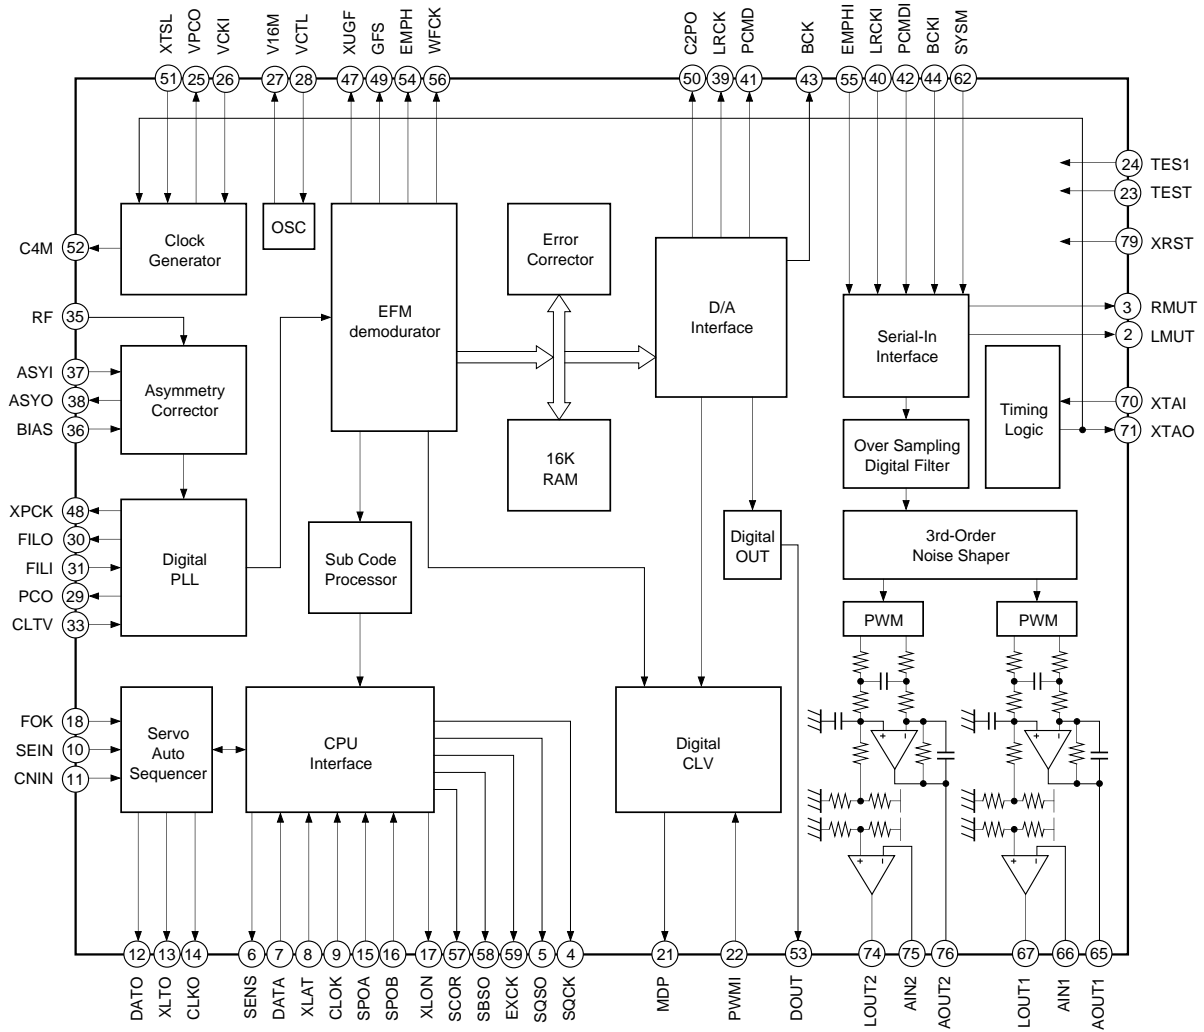 XTSL
VPCO
VCKI
V16M
VCTL
XUGF
GFS
EMPH
WFCK
C2PO
LRCK
PCMD
BCK
EMPHI
LRCKI
PCMDI
BCKI
SYSM
51
25
26
27
28
47
49
54
56
50
39
41
43
55
40
42
44
62
24 TES1
23 TEST
79 XRST
3 RMUT
2 LMUT
70 XTAI
71 XTAO
C4M 52
RF 35
ASYI 37
ASYO 38
BIAS 36
XPCK 48
FILO 30
FILI 31
PCO 29
CLTV 33
FOK 18
SEIN 10
CNIN 11
Clock
Generator
OSC
EFM
demodurator
Error
Corrector
D/A
Interface
Serial-In
Interface
Timing
Logic
Asymmetry
Corrector
16K
RAM
Over Sampling
Digital Filter
Digital
PLL
Sub Code
Processor
Digital
OUT
3rd-Order
Noise Shaper
PWM
PWM
Servo
Auto
Sequencer
CPU
Interface
Digital
CLV
+
–
+
–
+
–
+
–
12
13
14
6
7
8
9
15
16
17
57
58
59
5
4
21
22
53
74
75
76
67
66
65
DATO
XLTO
CLKO
SENS
DATA
XLAT
CLOK
SPOA
SPOB
XLON
SCOR
SBSO
EXCK
SQSO
SQCK
MDP
PWMI
DOUT
LOUT2
AIN2
AOUT2
LOUT1
AIN1
AOUT1